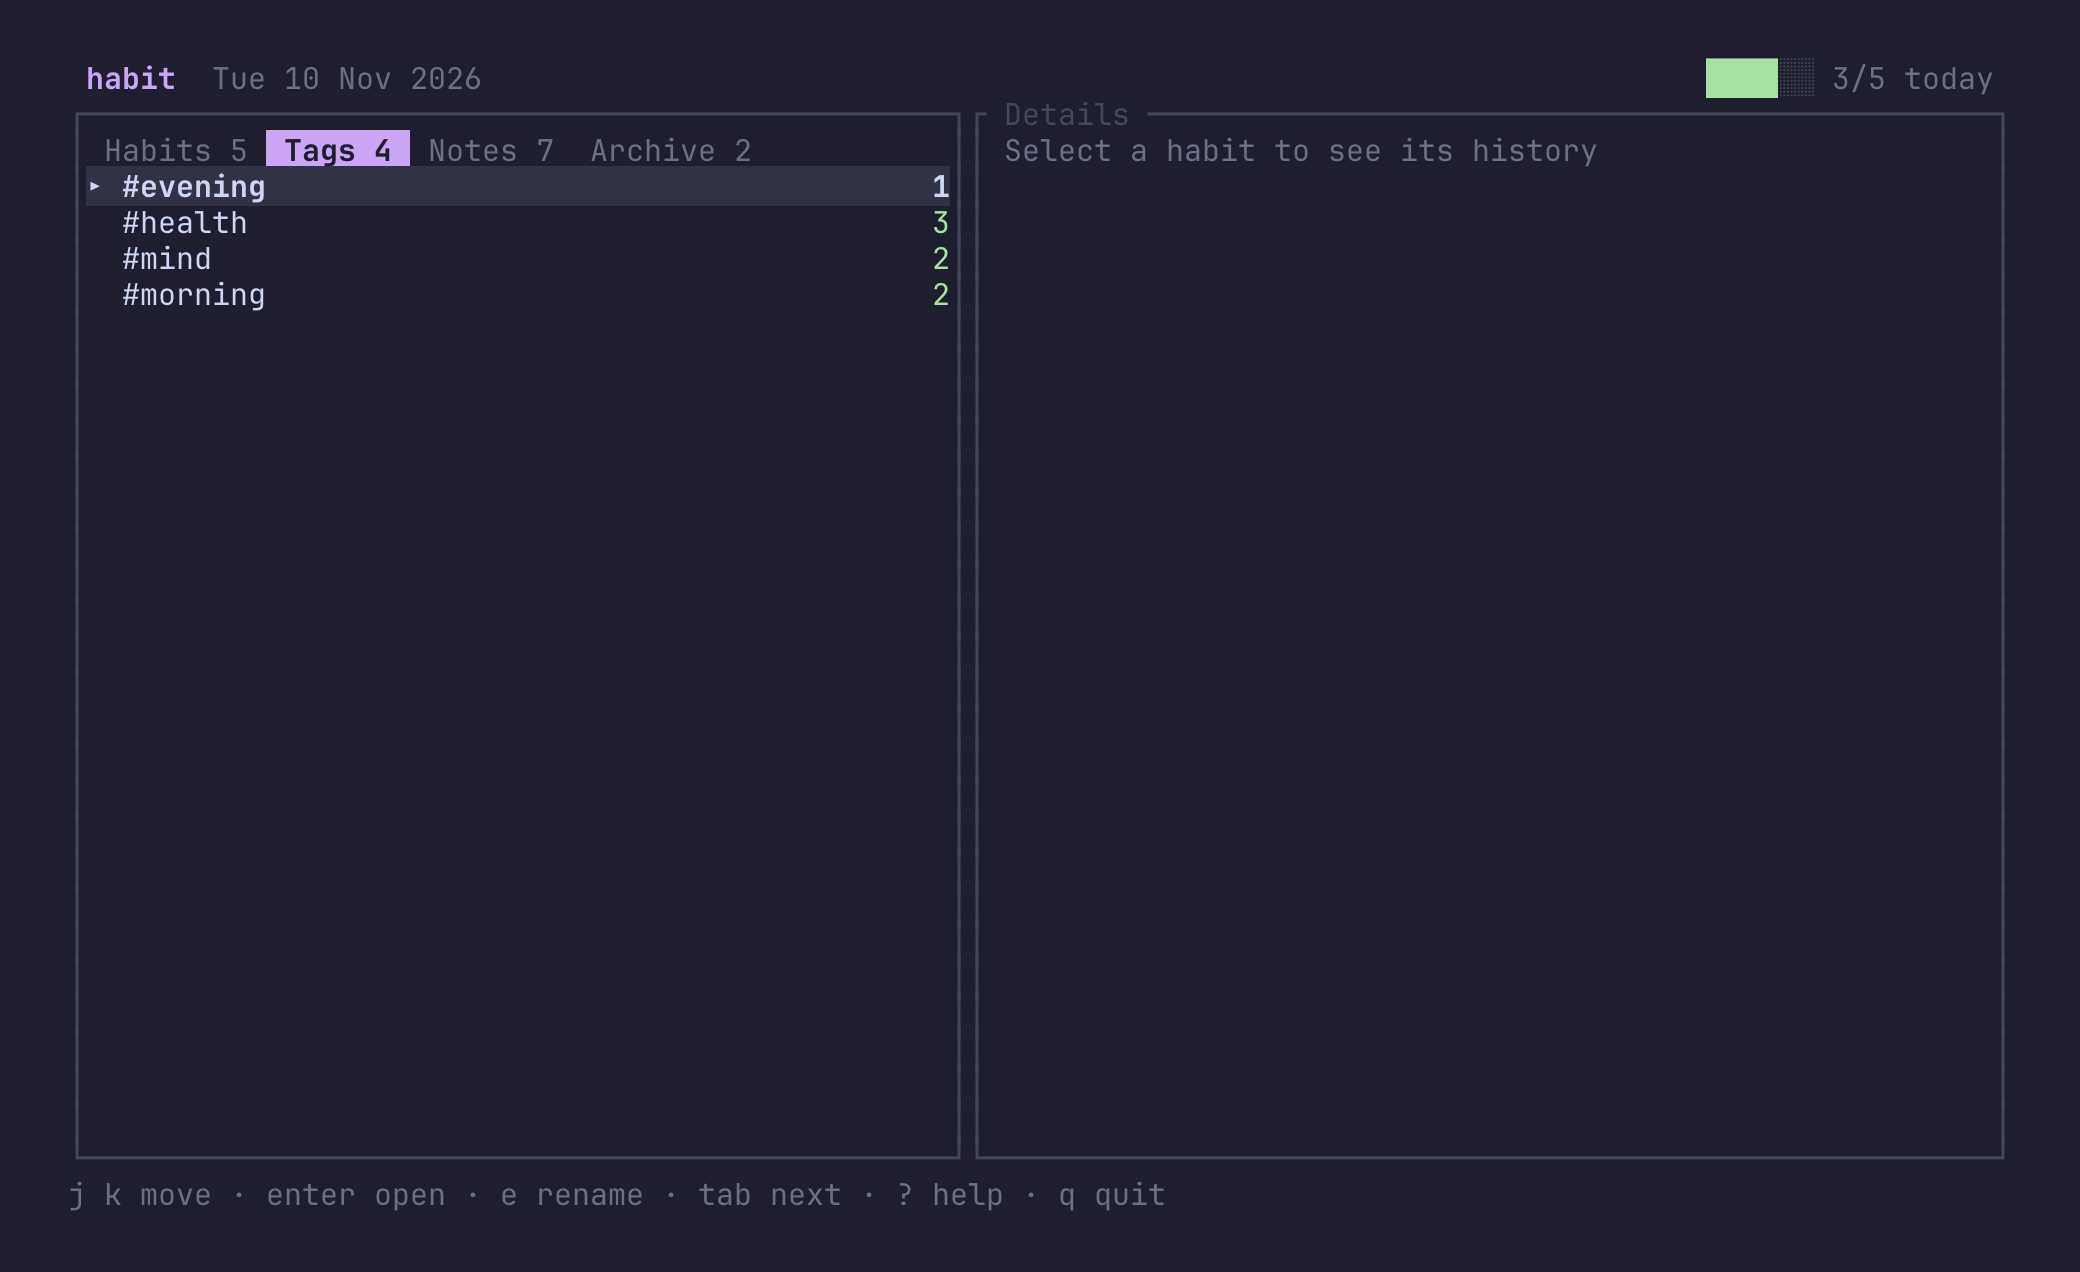 habit  Tue 10 Nov 2026  3/5 today
Habits 5  Tags 4  Notes 7  Archive 2
▸ #evening 1
#health 3
#mind 2
#morning 2
Details
Select a habit to see its history
j k move · enter open · e rename · tab next · ? help · q quit